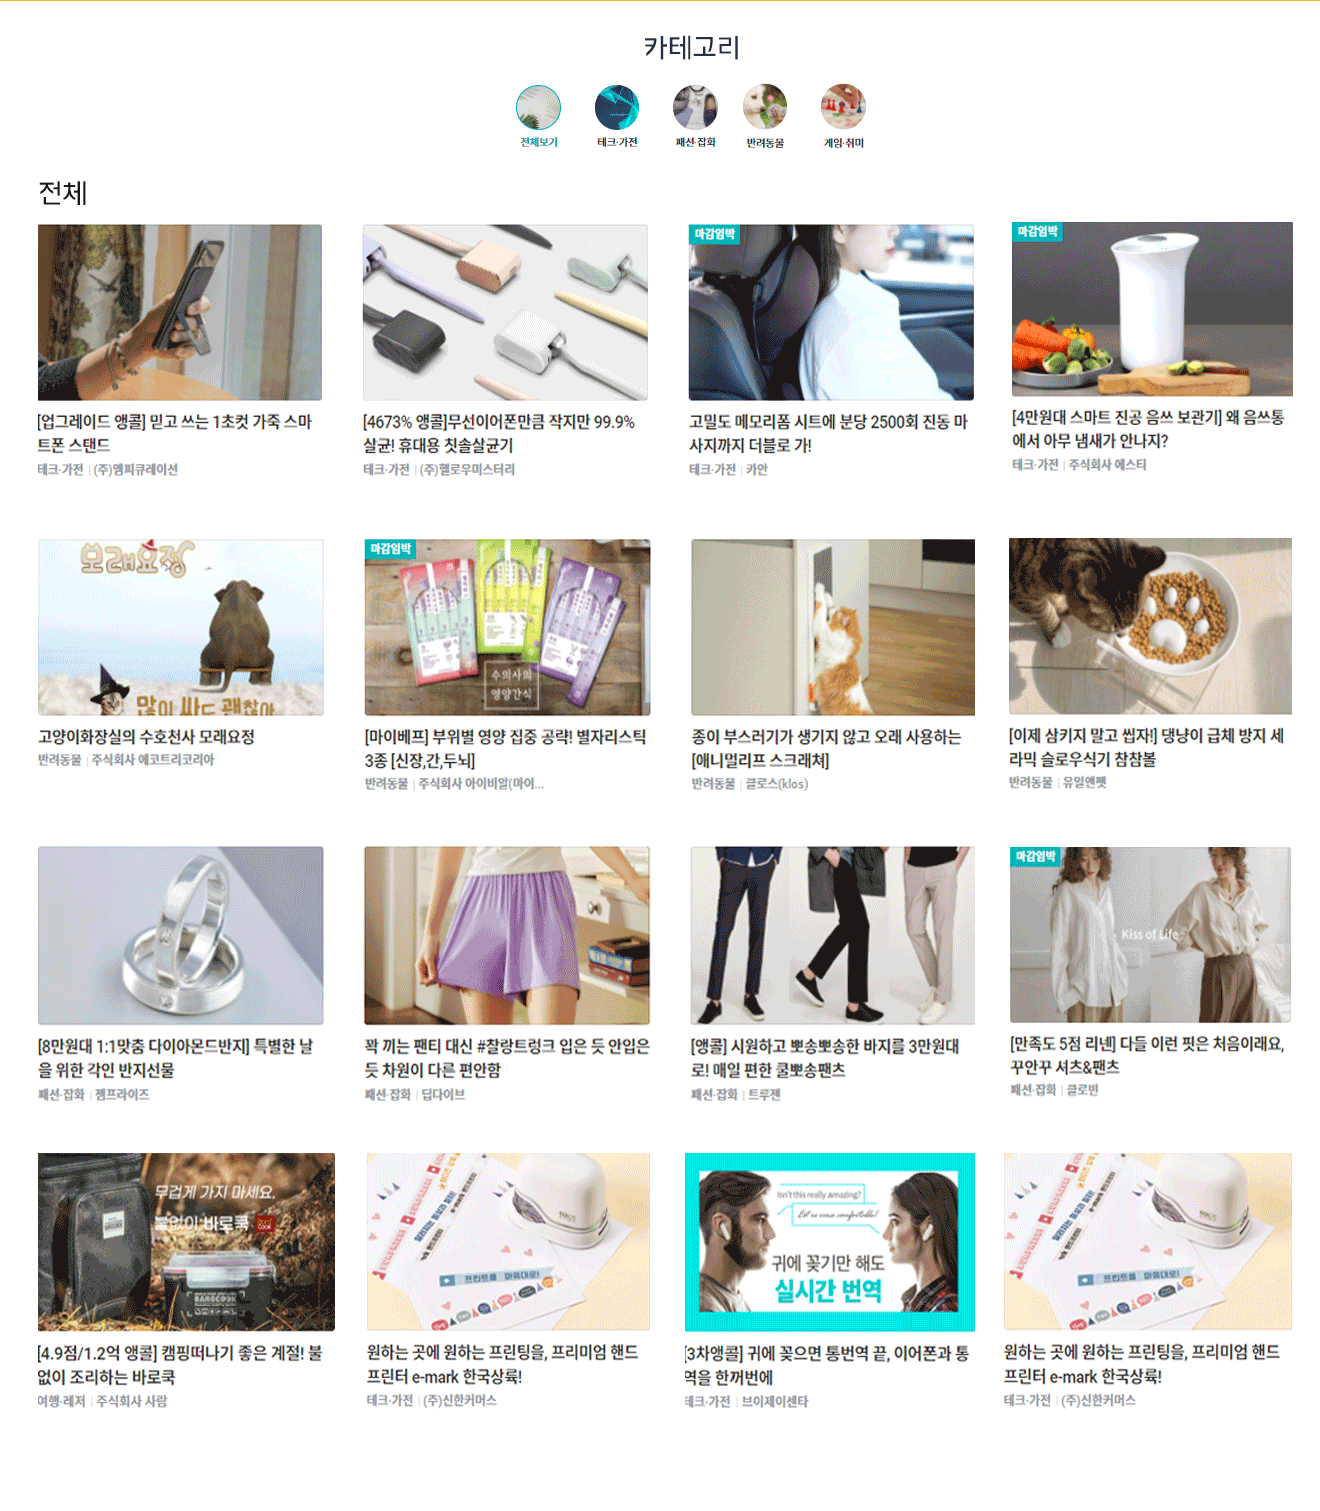 카테고리
전체보기
테크·가전
패션·잡화
반려동물
게임·취미
전체
마감임박
마감임박
[업그레이드 앵콜] 믿고 쓰는 1초컷 가죽 스마
트폰 스탠드
테크·가전 | (주)엠피큐레이션
[4673% 앵콜]무선이어폰만큼 작지만 99.9%
살균! 휴대용 칫솔살균기
테크·가전 | (주)헬로우미스터리
고밀도 메모리폼 시트에 분당 2500회 진동 마
사지까지 더블로 가!
테크·가전 | 카안
[4만원대 스마트 진공 음쓰 보관기] 왜 음쓰통
에서 아무 냄새가 안나지?
테크·가전 | 주식회사 에스티
모래요정
많이 싸도 괜찮아
고양이화장실의 수호천사 모래요정
반려동물 | 주식회사 에코트리코리아
마감임박
수의사의
영양간식
[마이베프] 부위별 영양 집중 공략! 별자리스틱
3종 [신장,간,두뇌]
반려동물 | 주식회사 아이비알(마이...
종이 부스러기가 생기지 않고 오래 사용하는
[애니멀리프 스크래쳐]
반려동물 | 클로스(klos)
[이제 삼키지 말고 씹자!] 댕냥이 급체 방지 세
라믹 슬로우식기 참참볼
반려동물 | 유일앤펫
[8만원대 1:1맞춤 다이아몬드반지] 특별한 날
을 위한 각인 반지선물
패션·잡화 | 젬프라이즈
꽉 끼는 팬티 대신 #찰랑트렁크 입은 듯 안입은
듯 차원이 다른 편안함
패션·잡화 | 딥다이브
[앵콜] 시원하고 뽀송뽀송한 바지를 3만원대
로! 매일 편한 쿨뽀송팬츠
패션·잡화 | 트루젠
마감임박
Kiss of Life
[만족도 5점 리넨] 다들 이런 핏은 처음이래요,
꾸안꾸 셔츠&팬츠
패션·잡화 | 클로빈
무겁게 가지 마세요.
불없이 바로쿡
BAROCOOK
[4.9점/1.2억 앵콜] 캠핑떠나기 좋은 계절! 불
없이 조리하는 바로쿡
여행·레저 | 주식회사 사람
프린트를 마음대로!
원하는 곳에 원하는 프린팅을, 프리미엄 핸드
프린터 e-mark 한국상륙!
테크·가전 | (주)신한커머스
Isn't this really amazing?
귀에 꽂기만 해도
실시간 번역
[3차앵콜] 귀에 꽂으면 통번역 끝, 이어폰과 통
역을 한꺼번에
테크·가전 | 브이제이센타
프린트를 마음대로!
원하는 곳에 원하는 프린팅을, 프리미엄 핸드
프린터 e-mark 한국상륙!
테크·가전 | (주)신한커머스